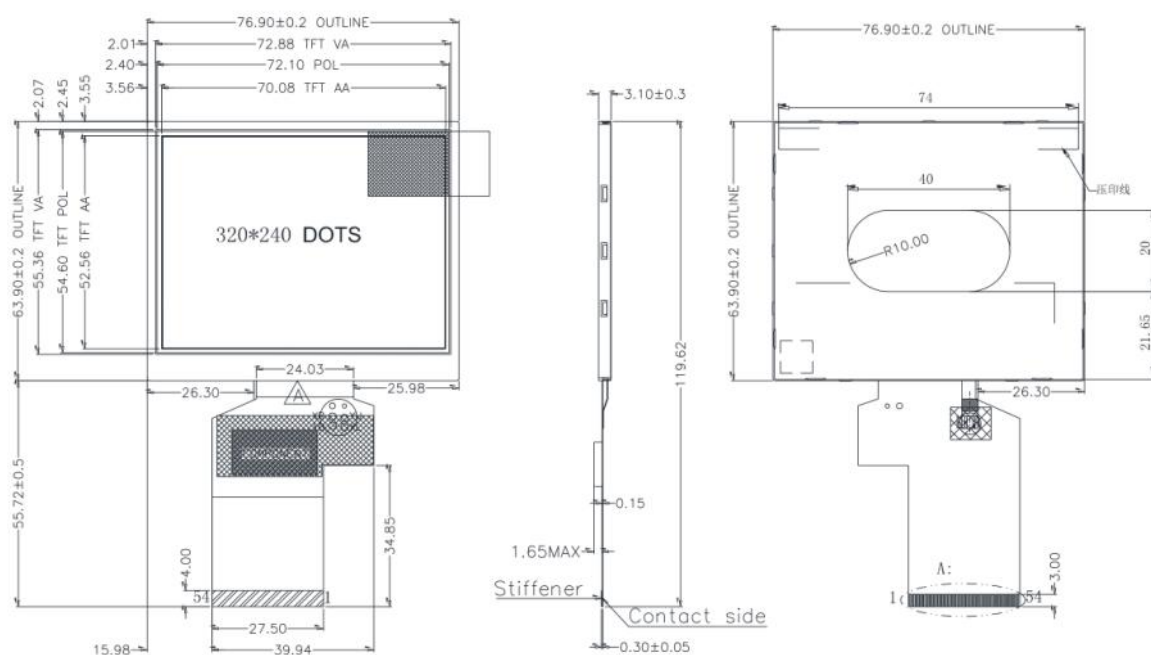 76.90±0.2 OUTLINE
2.01
72.88 TFT VA
2.40
72.10 POL
3.56
70.08 TFT AA
2.07
2.45
3.55
63.90±0.2 OUTLINE
55.36 TFT VA
54.60 TFT POL
52.56 TFT AA
320*240 DOTS
24.03
26.30
A
25.98
COMPONENT
55.72±0.5
34.85
4.00
54
1
27.50
15.98
39.94
3.10±0.3
119.62
0.15
1.65MAX
Stiffener
Contact side
0.30±0.05
76.90±0.2 OUTLINE
74
压印线
40
R10.00
63.90±0.2 OUTLINE
20
21.65
26.30
A:
3.00
1
54